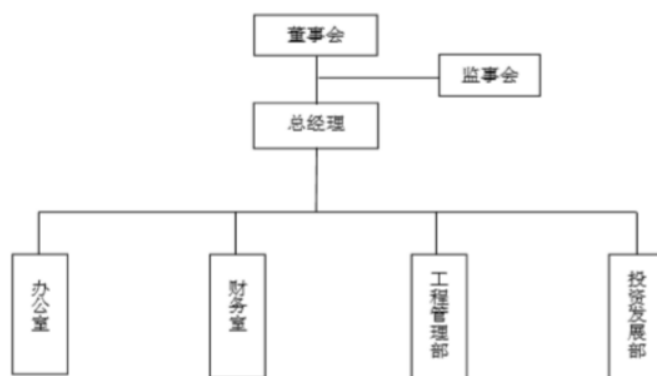 董事会
监事会
总经理
办公室
财务室
工程管理部
投资发展部